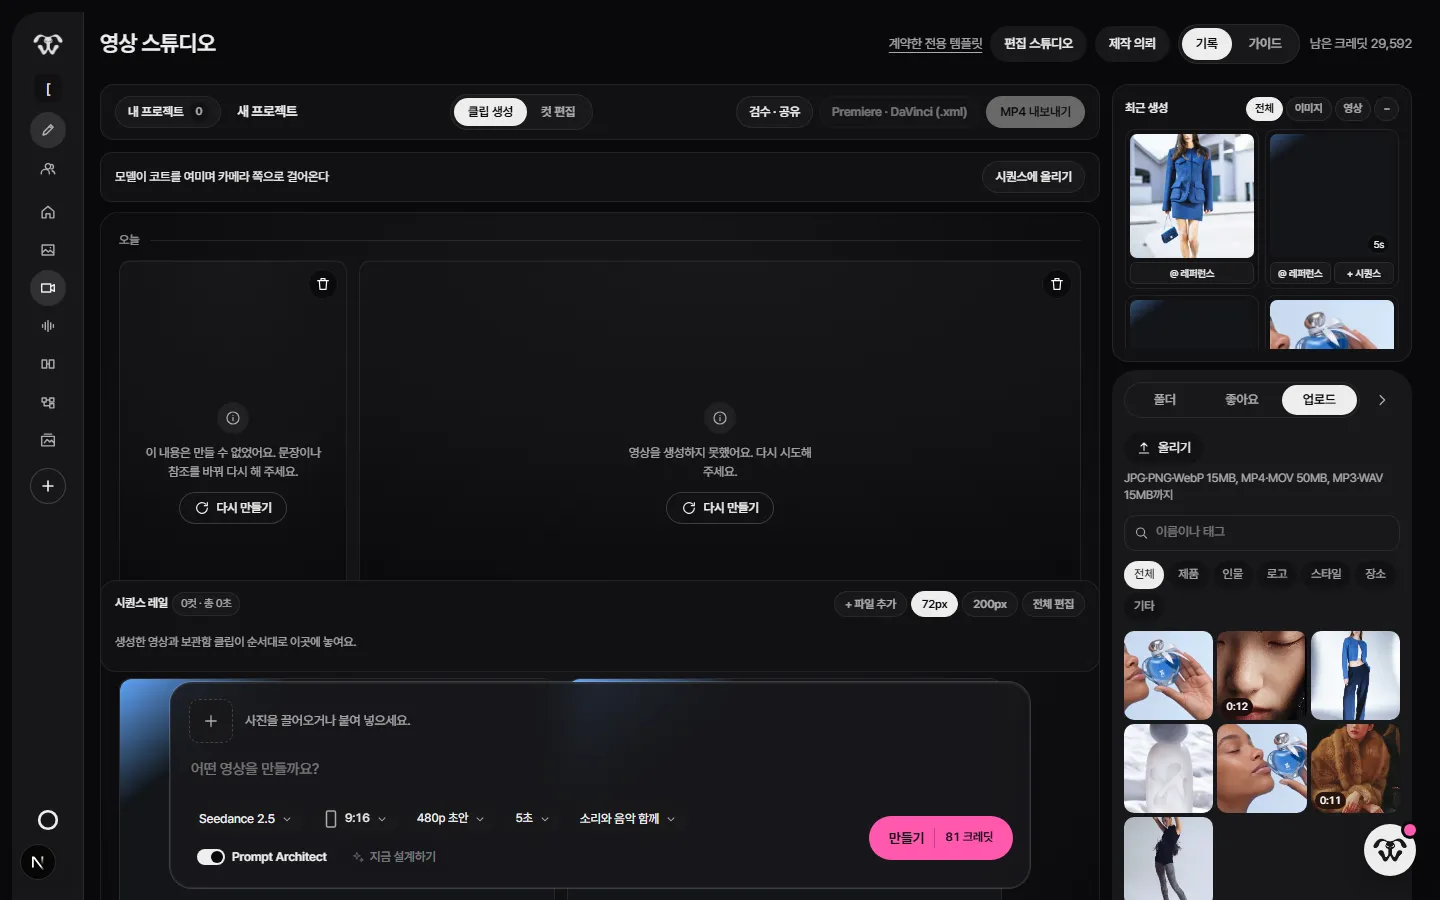 영상 스튜디오
계약한 전용 템플릿
편집 스튜디오
제작 의뢰
기록
가이드
남은 크레딧 29,592
[
내 프로젝트 0
새 프로젝트
클립 생성
컷 편집
검수 · 공유
Premiere · DaVinci (.xml)
MP4 내보내기
모델이 코트를 여미며 카메라 쪽으로 걸어온다
시퀀스에 올리기
오늘
이 내용은 만들 수 없었어요. 문장이나
참조를 바꿔 다시 해 주세요.
다시 만들기
영상을 생성하지 못했어요. 다시 시도해
주세요.
다시 만들기
시퀀스 레일
0컷 · 총 0초
+ 파일 추가
72px
200px
전체 편집
생성한 영상과 보관함 클립이 순서대로 이곳에 놓여요.
사진을 끌어오거나 붙여 넣으세요.
어떤 영상을 만들까요?
Seedance 2.5
9:16
480p 초안
5초
소리와 음악 함께
만들기
81 크레딧
Prompt Architect
지금 설계하기
N
최근 생성
전체
이미지
영상
5s
@ 레퍼런스
@ 레퍼런스
+ 시퀀스
폴더
좋아요
업로드
올리기
JPG·PNG·WebP 15MB, MP4·MOV 50MB, MP3·WAV
15MB까지
이름이나 태그
전체
제품
인물
로고
스타일
장소
기타
0:12
0:11